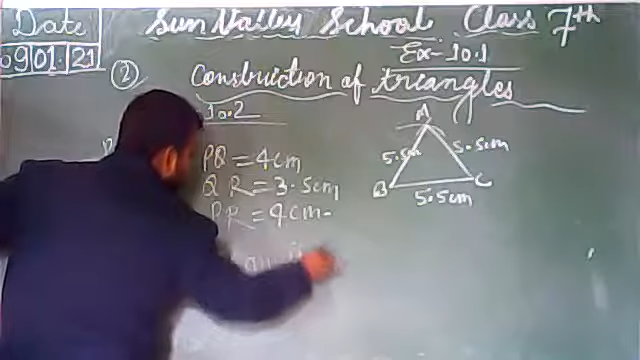 Date
09 01 21
Sun Valley School Class 7th
Ex-10.1
② Construction of triangles
10.2
A
5.5cm 5.5cm
B C
5.5cm
PQ = 4cm
QR = 3.5cm
PR = 4cm.